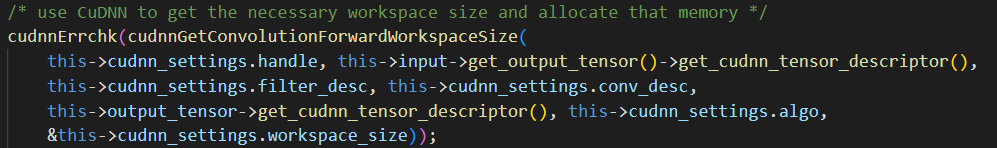 /* use CuDNN to get the necessary workspace size and allocate that memory */
cudnnErrchk(cudnnGetConvolutionForwardWorkspaceSize(
    this->cudnn_settings.handle, this->input->get_output_tensor()->get_cudnn_tensor_descriptor(),
    this->cudnn_settings.filter_desc, this->cudnn_settings.conv_desc,
    this->output_tensor->get_cudnn_tensor_descriptor(), this->cudnn_settings.algo,
    &this->cudnn_settings.workspace_size));